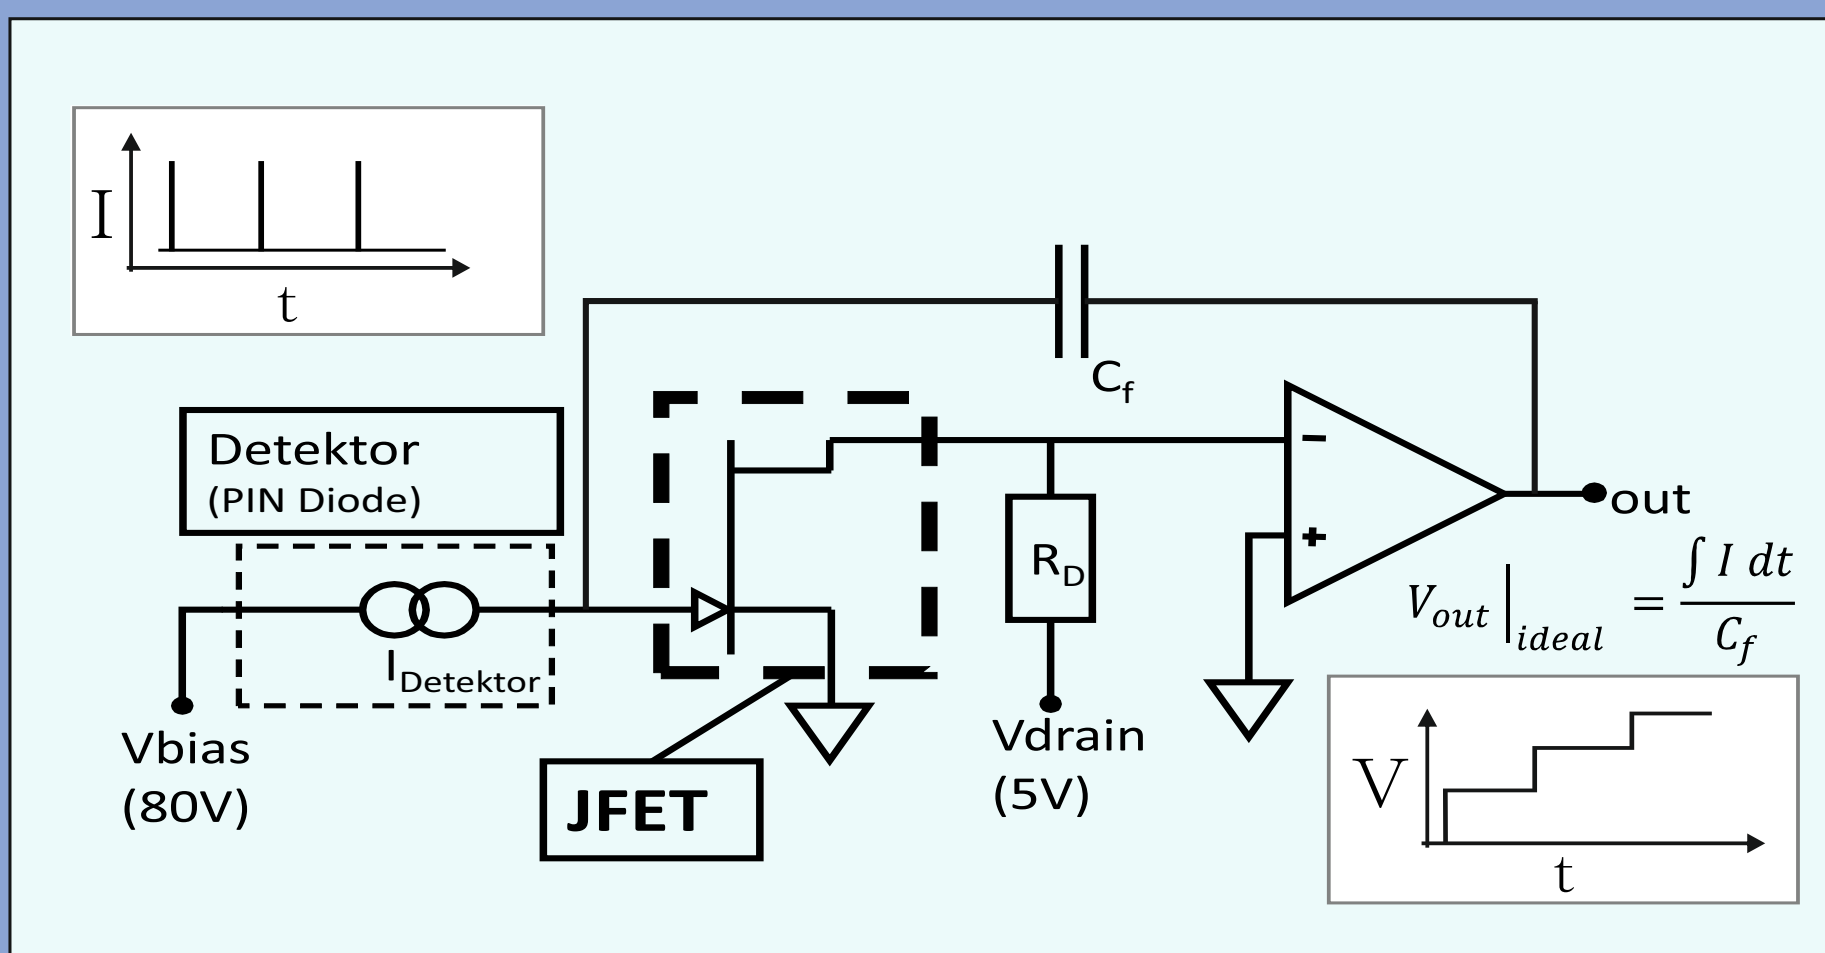 I
t
C_f
Detektor
(PIN Diode)
−
+
out
R_D
I_Detektor
V_out |_ideal = ∫ I dt / C_f
Vbias
(80V)
JFET
Vdrain
(5V)
V
t